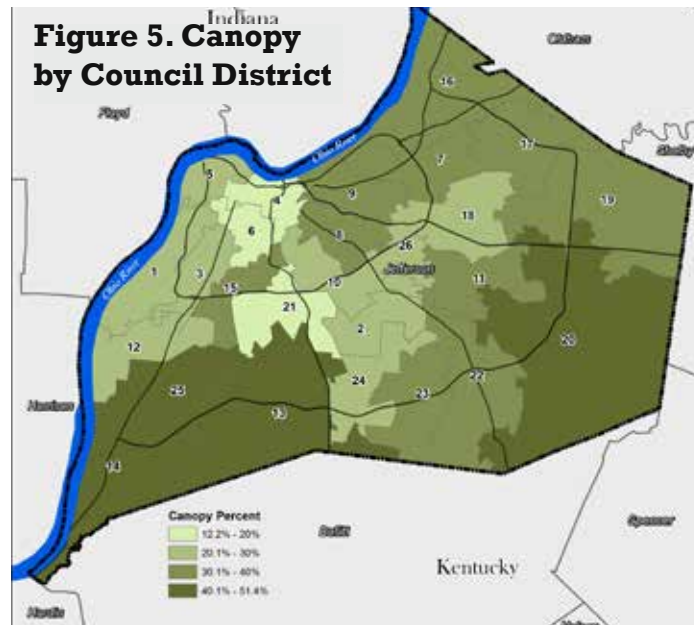 Indiana
Figure 5. Canopy
by Council District
Oldham
Floyd
16
Ohio River
17
Shelby
7
5
9
4
19
18
6
8
26
Jefferson
1
3
11
15
10
Ohio River
21
20
2
12
24
22
25
23
Harrison
13
14
Canopy Percent
12.2% - 20%
20.1% - 30%
30.1% - 40%
40.1% - 51.4%
Bullitt
Spencer
Kentucky
Hardin